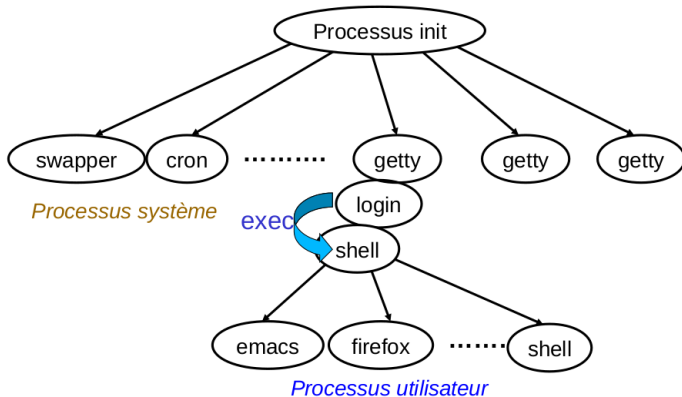 Processus init
swapper cron ........... getty getty getty
Processus système
login
exec
shell
emacs firefox ........ shell
Processus utilisateur